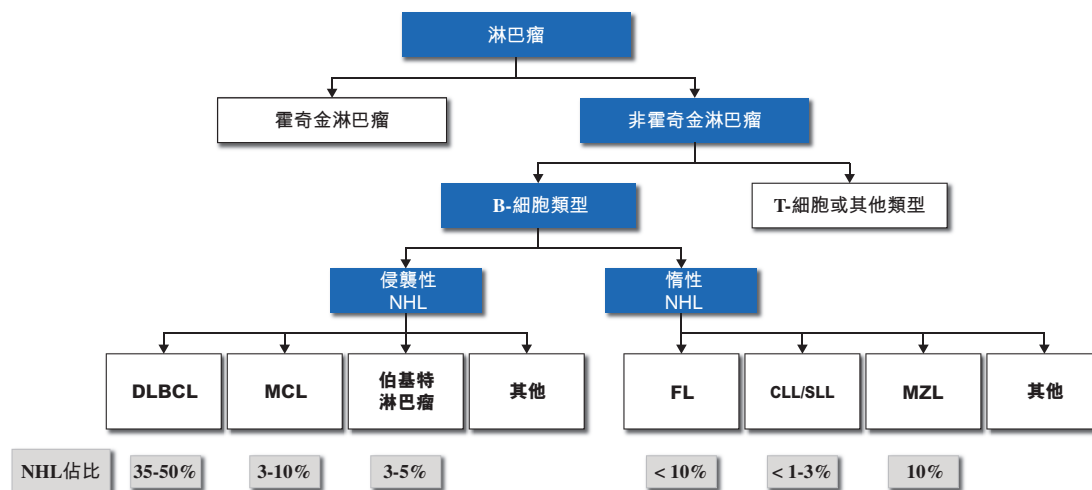 淋巴瘤
霍奇金淋巴瘤
非霍奇金淋巴瘤
B-細胞類型
T-細胞或其他類型
侵襲性
NHL
惰性
NHL
DLBCL
MCL
伯基特
淋巴瘤
其他
FL
CLL/SLL
MZL
其他
NHL佔比
35-50%
3-10%
3-5%
< 10%
< 1-3%
10%